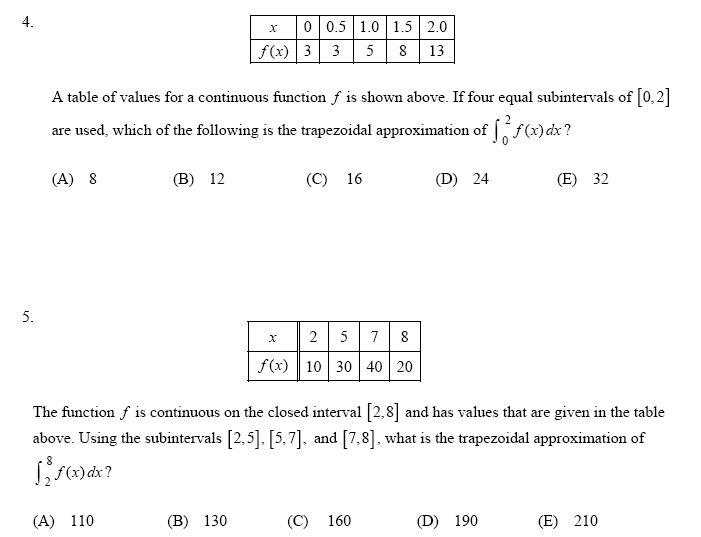 4.
x 0 0.5 1.0 1.5 2.0
f(x) 3 3 5 8 13
A table of values for a continuous function f is shown above. If four equal subintervals of [0,2]
are used, which of the following is the trapezoidal approximation of ∫₀² f(x) dx?
(A) 8 (B) 12 (C) 16 (D) 24 (E) 32
5.
x 2 5 7 8
f(x) 10 30 40 20
The function f is continuous on the closed interval [2,8] and has values that are given in the table
above. Using the subintervals [2,5], [5,7], and [7,8], what is the trapezoidal approximation of
∫₂⁸ f(x) dx?
(A) 110 (B) 130 (C) 160 (D) 190 (E) 210